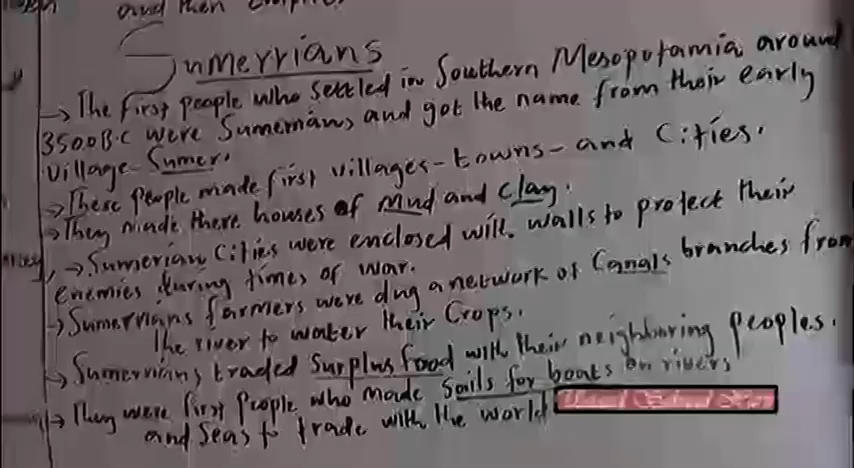 and then
Sumerrians
→ The first people who settled in Southern Mesopotamia around
3500B.C were Sumerians, and got the name from their early
village-Sumer.
→ These people made first villages-towns-and Cities.
→ They made there houses of mud and clay.
→ Sumerian Cities were enclosed with walls to protect their
enemies during times of war.
→ Sumerrians farmers were dug a network of Canals branches from
the river to water their Crops.
→ Sumerrians traded surplus food with their neighboring peoples.
→ They were first people who made sails for boats on rivers
and seas to trade with the world